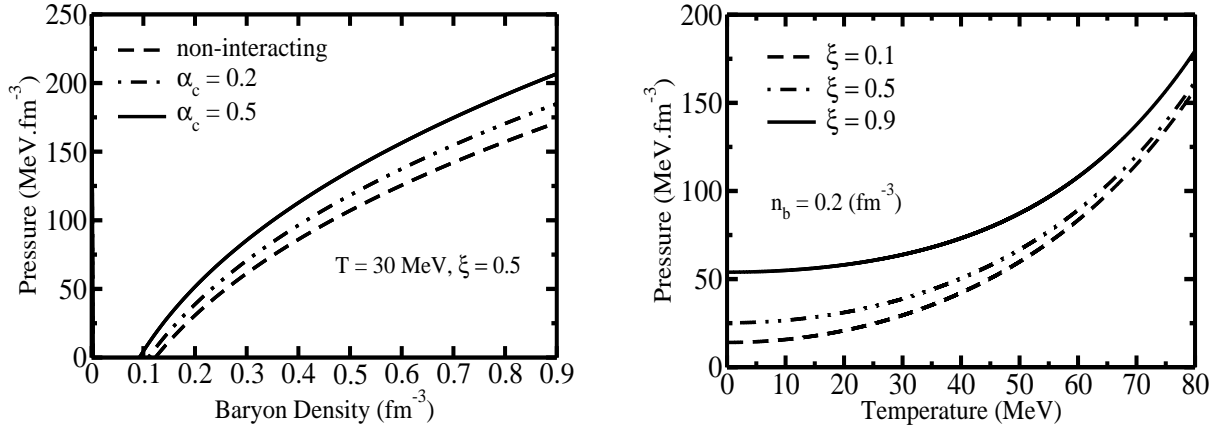 250
200
150
100
50
0
Pressure (MeV.fm⁻³)
non-interacting
α_c = 0.2
α_c = 0.5
T = 30 MeV, ξ = 0.5
0 0.1 0.2 0.3 0.4 0.5 0.6 0.7 0.8 0.9
Baryon Density (fm⁻³)
200
150
100
50
0
Pressure (MeV.fm⁻³)
ξ = 0.1
ξ = 0.5
ξ = 0.9
n_b = 0.2 (fm⁻³)
0 10 20 30 40 50 60 70 80
Temperature (MeV)